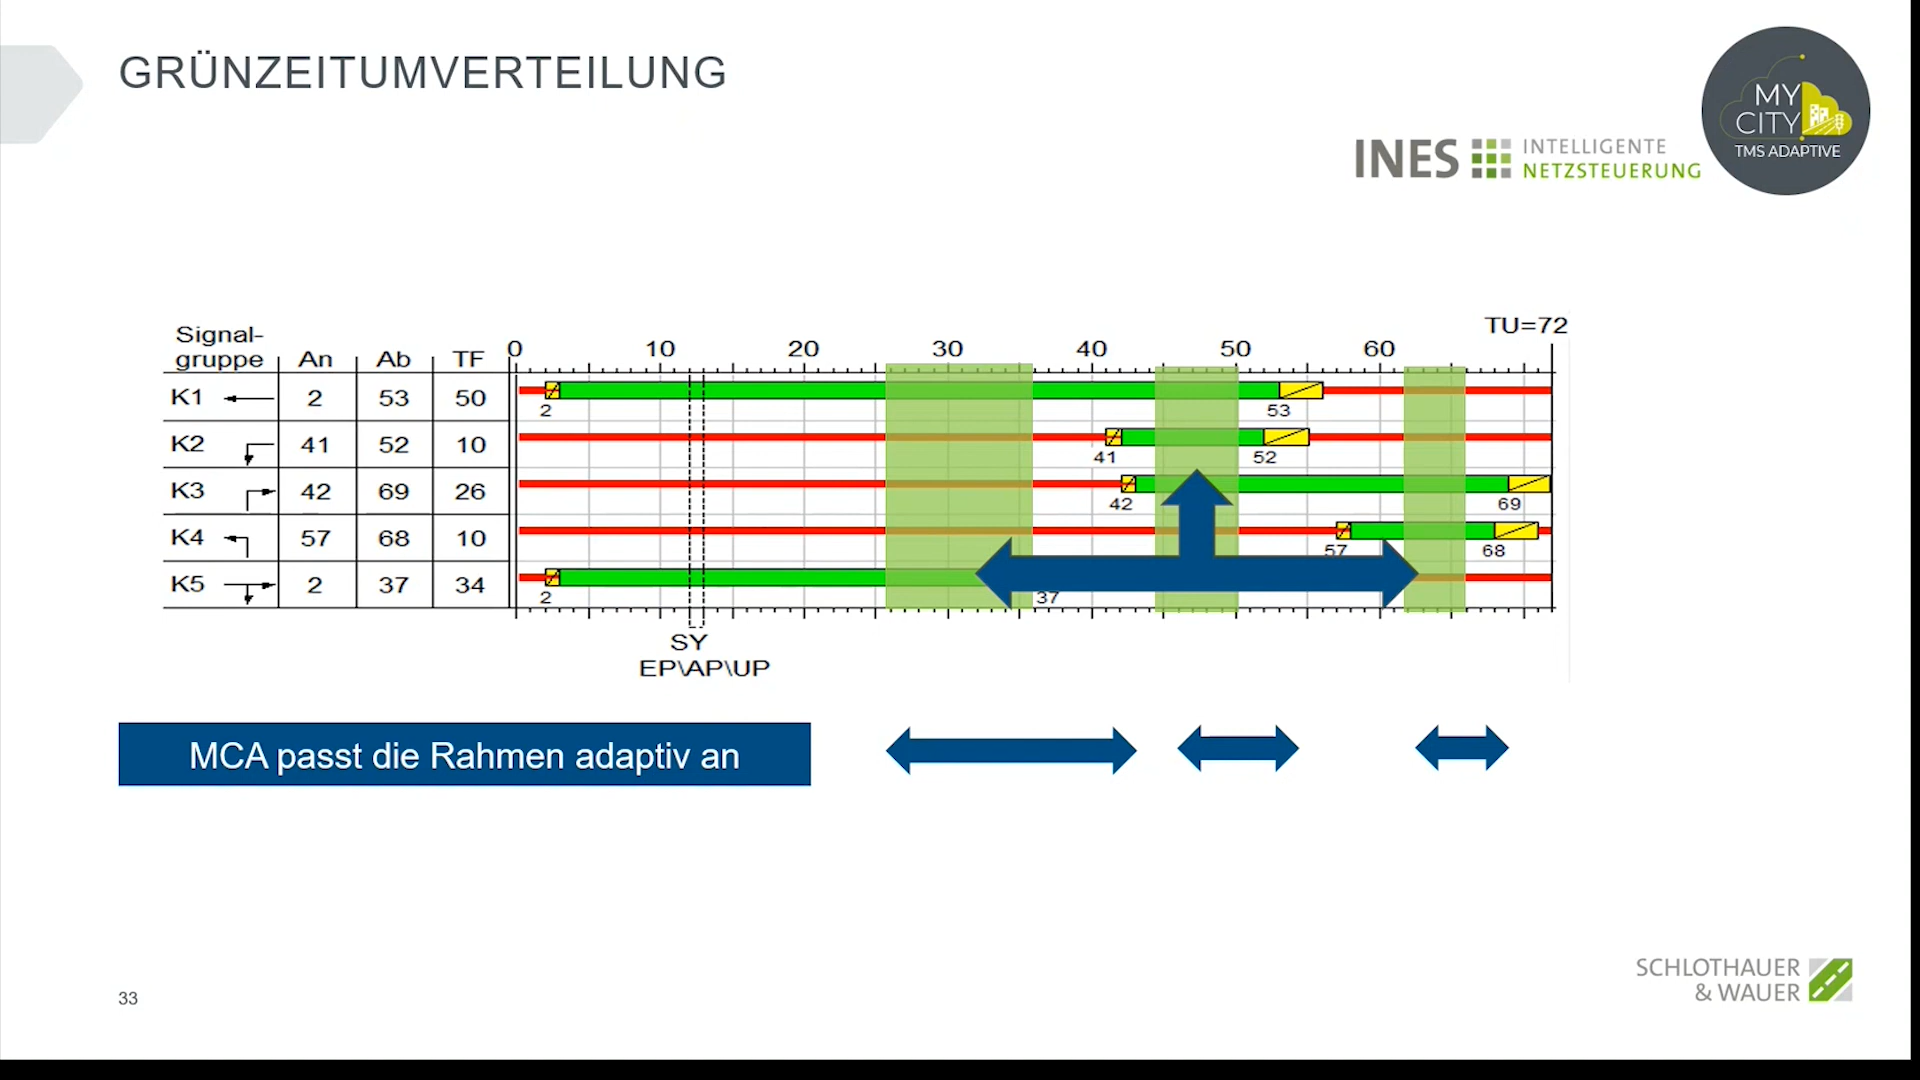 GRÜNZEITUMVERTEILUNG
MY
CITY
TMS ADAPTIVE
INES INTELLIGENTE
NETZSTEUERUNG
TU=72
Signal-
gruppe An Ab TF 0 10 20 30 40 50 60
K1 2 53 50
2 53
K2 41 52 10
41 52
K3 42 69 26
42 69
K4 57 68 10
57 68
K5 2 37 34
2 37
SY
EP\AP\UP
MCA passt die Rahmen adaptiv an
33
SCHLOTHAUER
& WAUER